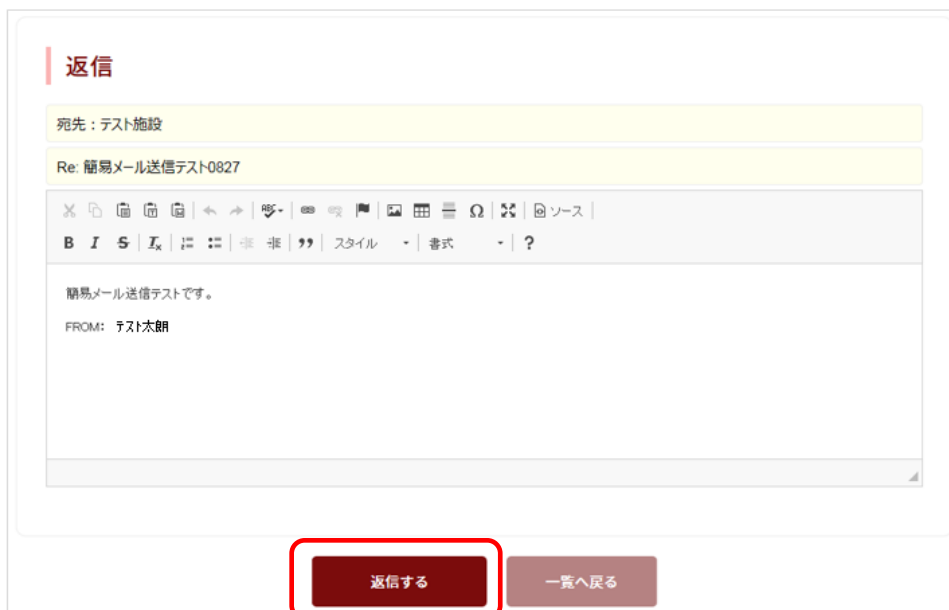 返信
宛先：テスト施設
Re: 簡易メール送信テスト0827
ABC Ω ソース
B I S Ix スタイル 書式 ?
簡易メール送信テストです。
FROM: テスト太朗
返信する 一覧へ戻る